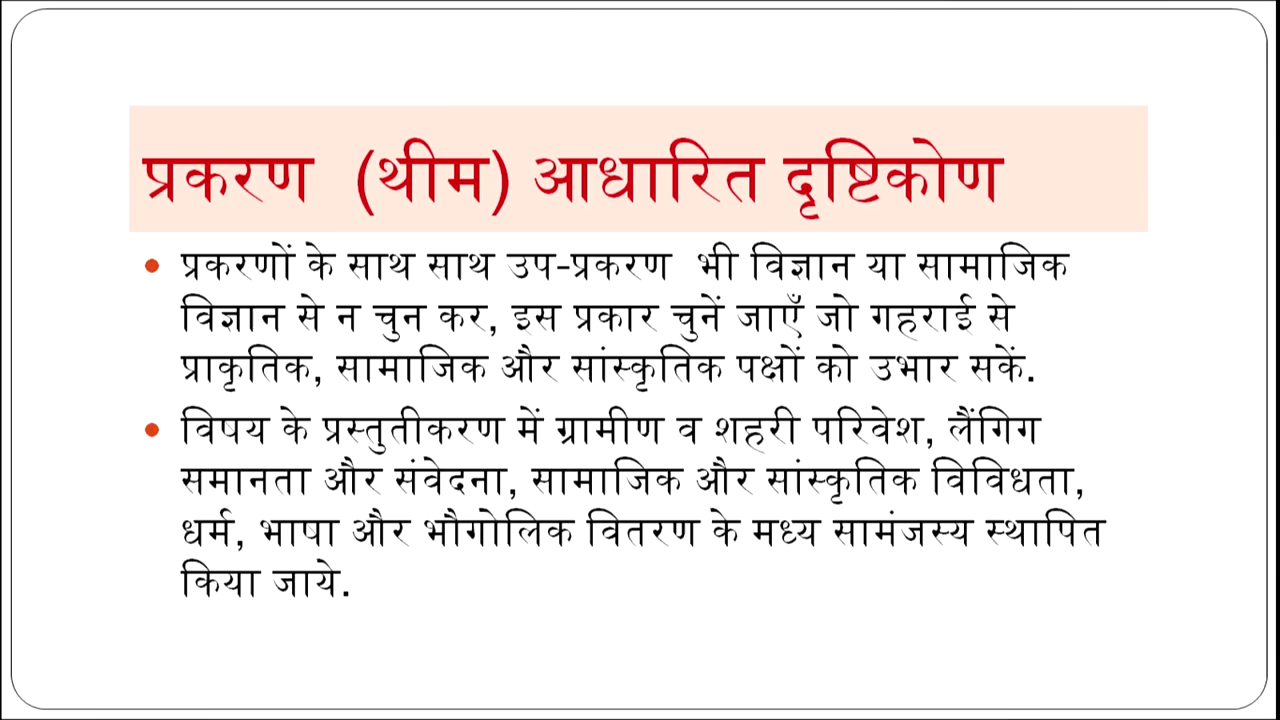 प्रकरण (थीम) आधारित दृष्टिकोण
• प्रकरणों के साथ साथ उप-प्रकरण भी विज्ञान या सामाजिक
विज्ञान से न चुन कर, इस प्रकार चुनें जाएँ जो गहराई से
प्राकृतिक, सामाजिक और सांस्कृतिक पक्षों को उभार सकें.
• विषय के प्रस्तुतीकरण में ग्रामीण व शहरी परिवेश, लैंगिग
समानता और संवेदना, सामाजिक और सांस्कृतिक विविधता,
धर्म, भाषा और भौगोलिक वितरण के मध्य सामंजस्य स्थापित
किया जाये.